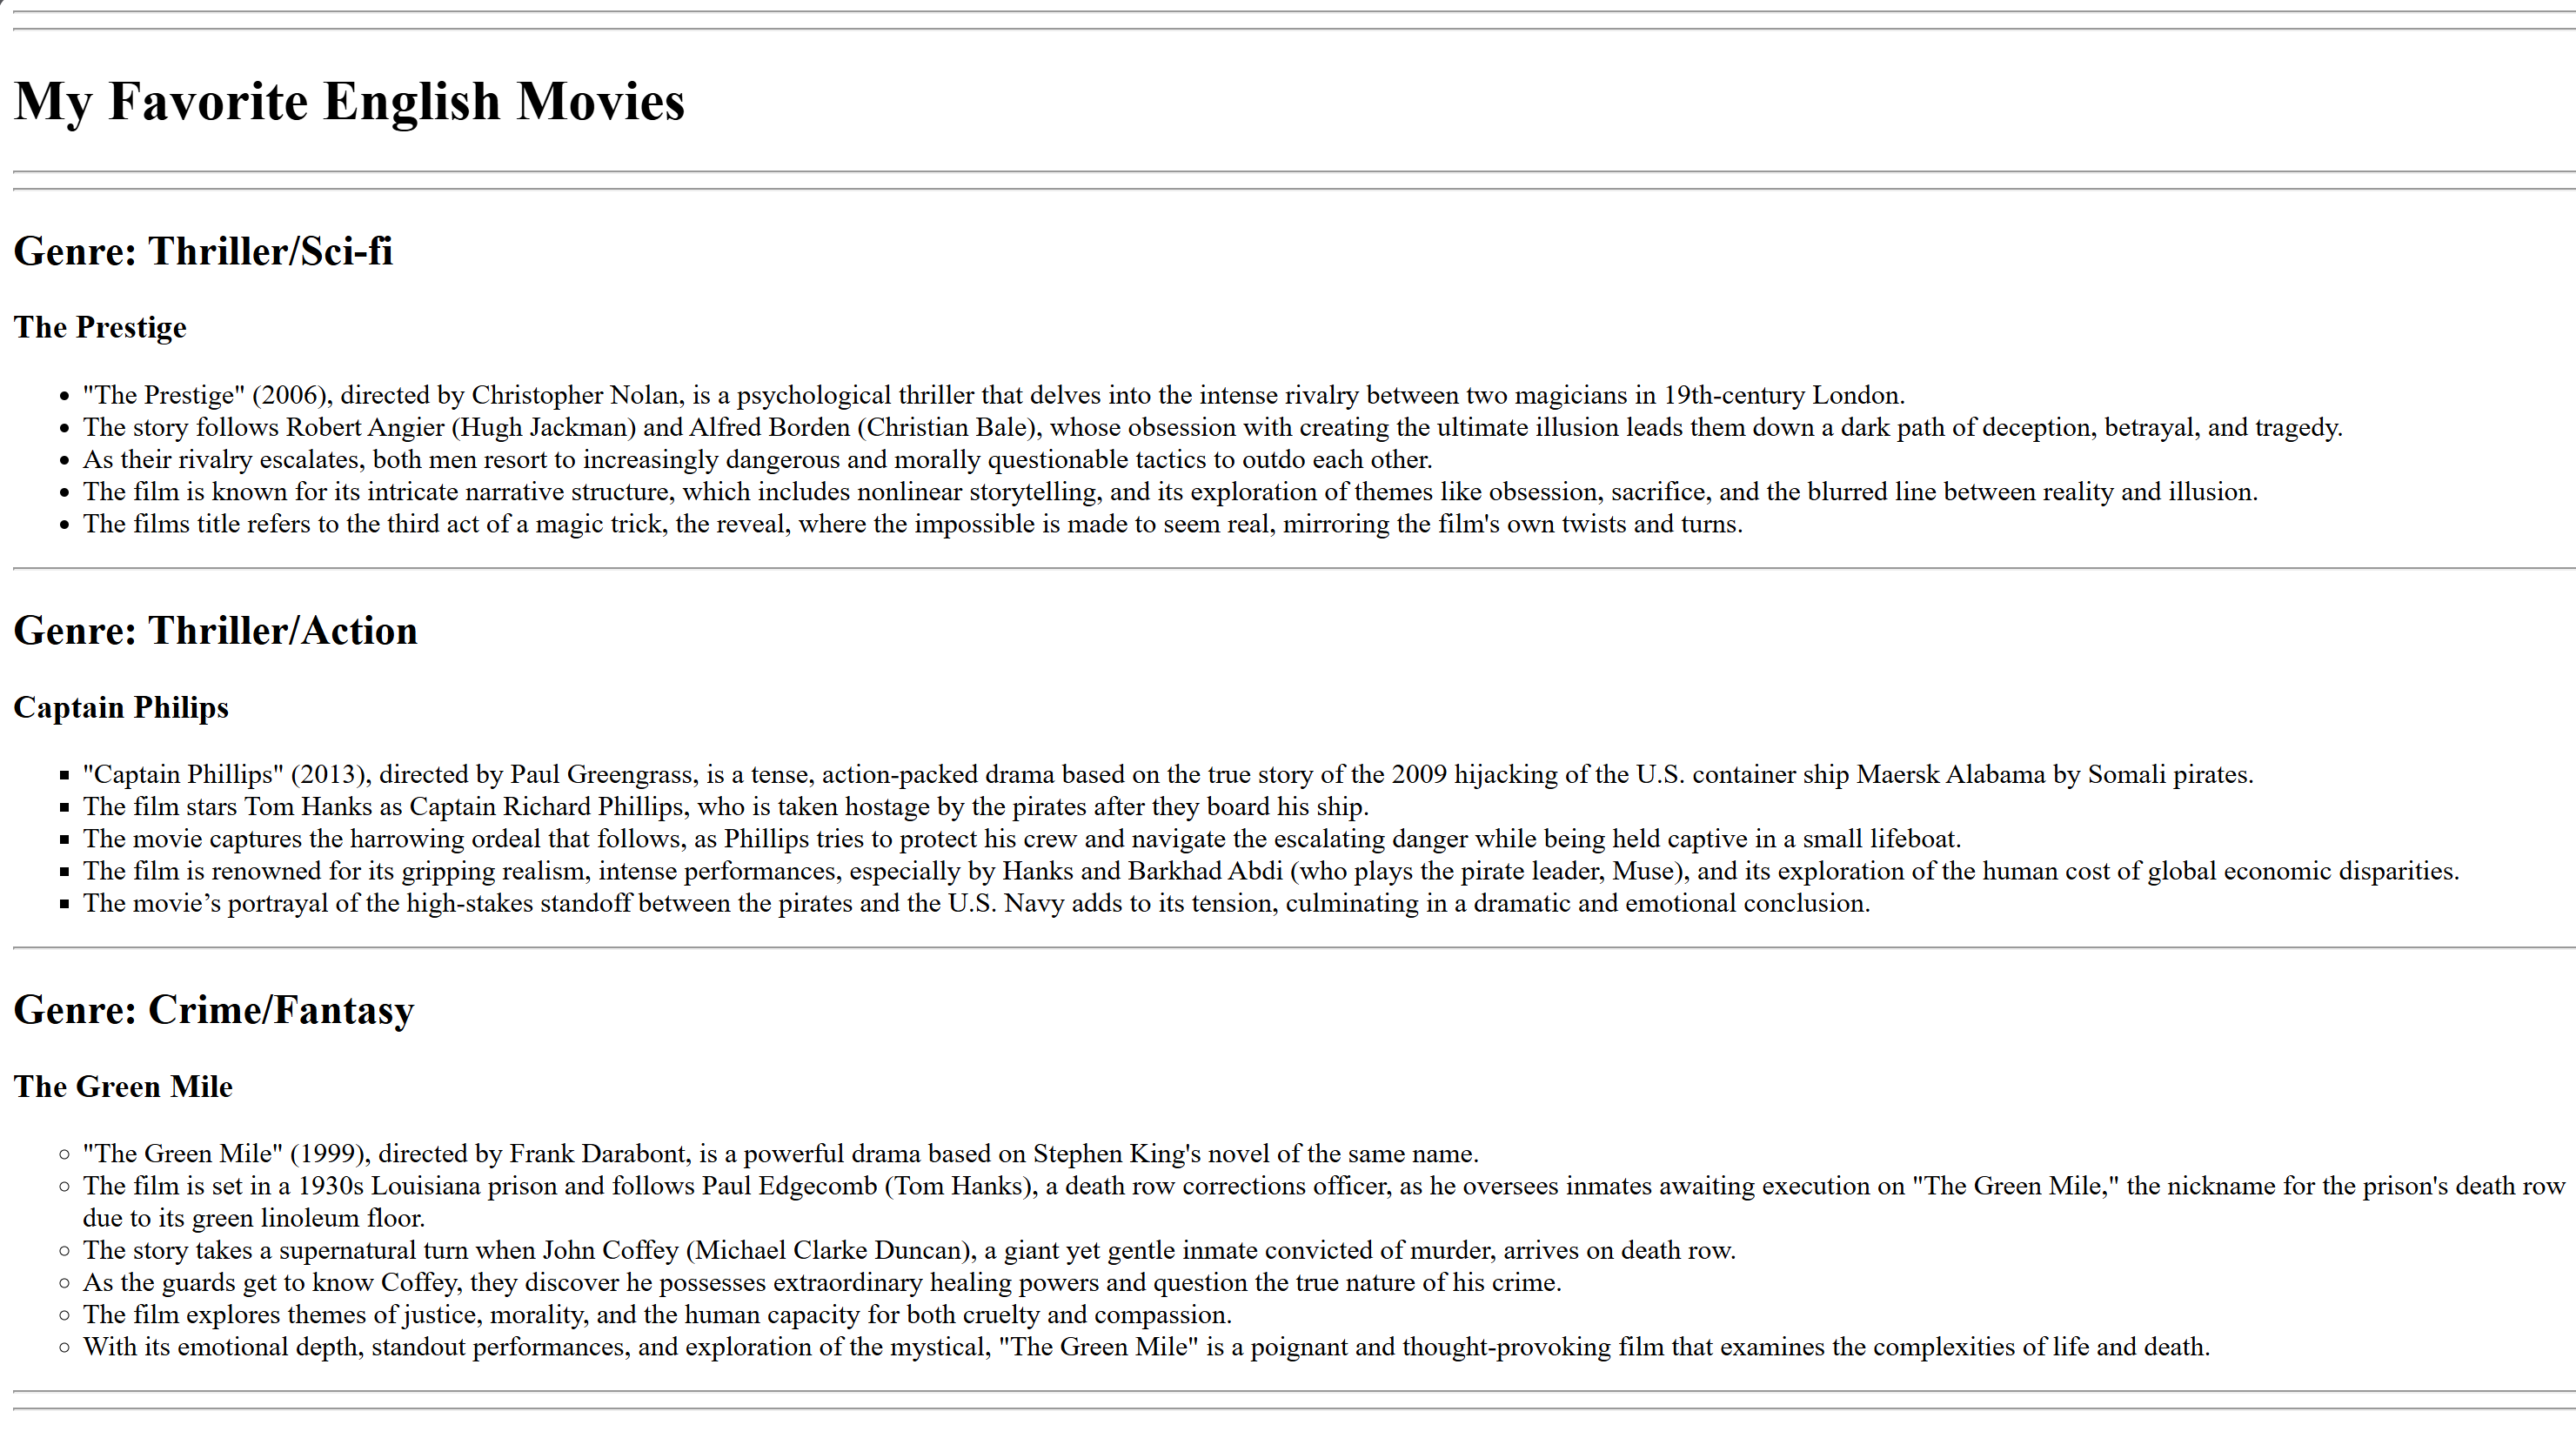 My Favorite English Movies
Genre: Thriller/Sci-fi
The Prestige
"The Prestige" (2006), directed by Christopher Nolan, is a psychological thriller that delves into the intense rivalry between two magicians in 19th-century London.
The story follows Robert Angier (Hugh Jackman) and Alfred Borden (Christian Bale), whose obsession with creating the ultimate illusion leads them down a dark path of deception, betrayal, and tragedy.
As their rivalry escalates, both men resort to increasingly dangerous and morally questionable tactics to outdo each other.
The film is known for its intricate narrative structure, which includes nonlinear storytelling, and its exploration of themes like obsession, sacrifice, and the blurred line between reality and illusion.
The films title refers to the third act of a magic trick, the reveal, where the impossible is made to seem real, mirroring the film's own twists and turns.
Genre: Thriller/Action
Captain Philips
"Captain Phillips" (2013), directed by Paul Greengrass, is a tense, action-packed drama based on the true story of the 2009 hijacking of the U.S. container ship Maersk Alabama by Somali pirates.
The film stars Tom Hanks as Captain Richard Phillips, who is taken hostage by the pirates after they board his ship.
The movie captures the harrowing ordeal that follows, as Phillips tries to protect his crew and navigate the escalating danger while being held captive in a small lifeboat.
The film is renowned for its gripping realism, intense performances, especially by Hanks and Barkhad Abdi (who plays the pirate leader, Muse), and its exploration of the human cost of global economic disparities.
The movie’s portrayal of the high-stakes standoff between the pirates and the U.S. Navy adds to its tension, culminating in a dramatic and emotional conclusion.
Genre: Crime/Fantasy
The Green Mile
"The Green Mile" (1999), directed by Frank Darabont, is a powerful drama based on Stephen King's novel of the same name.
The film is set in a 1930s Louisiana prison and follows Paul Edgecomb (Tom Hanks), a death row corrections officer, as he oversees inmates awaiting execution on "The Green Mile," the nickname for the prison's death row
due to its green linoleum floor.
The story takes a supernatural turn when John Coffey (Michael Clarke Duncan), a giant yet gentle inmate convicted of murder, arrives on death row.
As the guards get to know Coffey, they discover he possesses extraordinary healing powers and question the true nature of his crime.
The film explores themes of justice, morality, and the human capacity for both cruelty and compassion.
With its emotional depth, standout performances, and exploration of the mystical, "The Green Mile" is a poignant and thought-provoking film that examines the complexities of life and death.